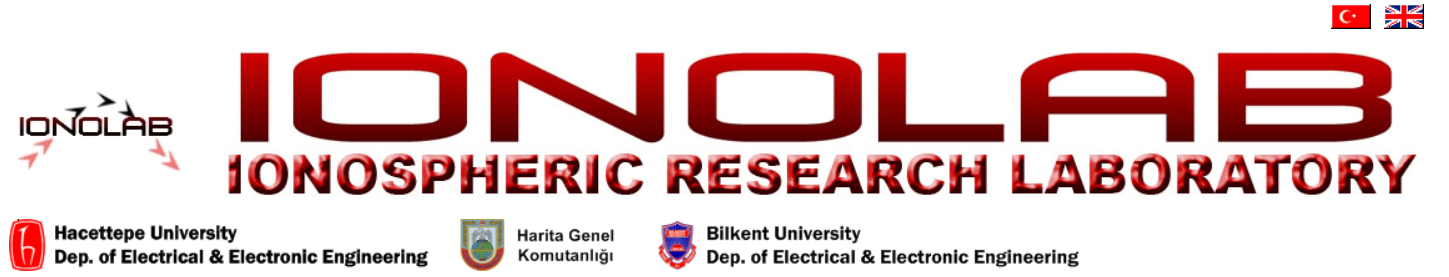 IONOLAB
IONOLAB
IONOSPHERIC RESEARCH LABORATORY
Hacettepe University
Dep. of Electrical & Electronic Engineering
Harita Genel
Komutanlığı
BILKENT
Bilkent University
Dep. of Electrical & Electronic Engineering